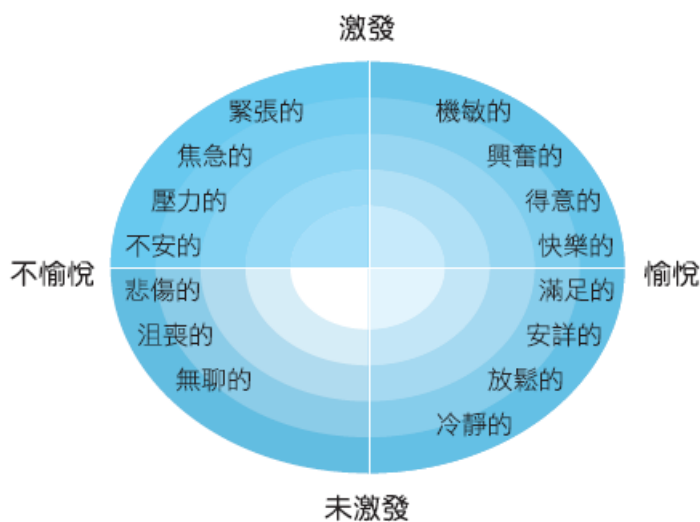 激發
緊張的 機敏的
焦急的 興奮的
壓力的 得意的
不安的 快樂的
不愉悅 愉悅
悲傷的 滿足的
沮喪的 安詳的
無聊的 放鬆的
冷靜的
未激發